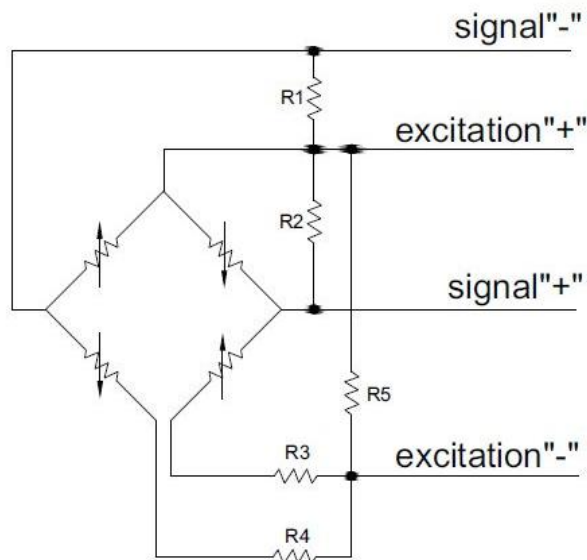 signal"-"
R1
excitation"+"
R2
signal"+"
R5
R3
excitation"-"
R4